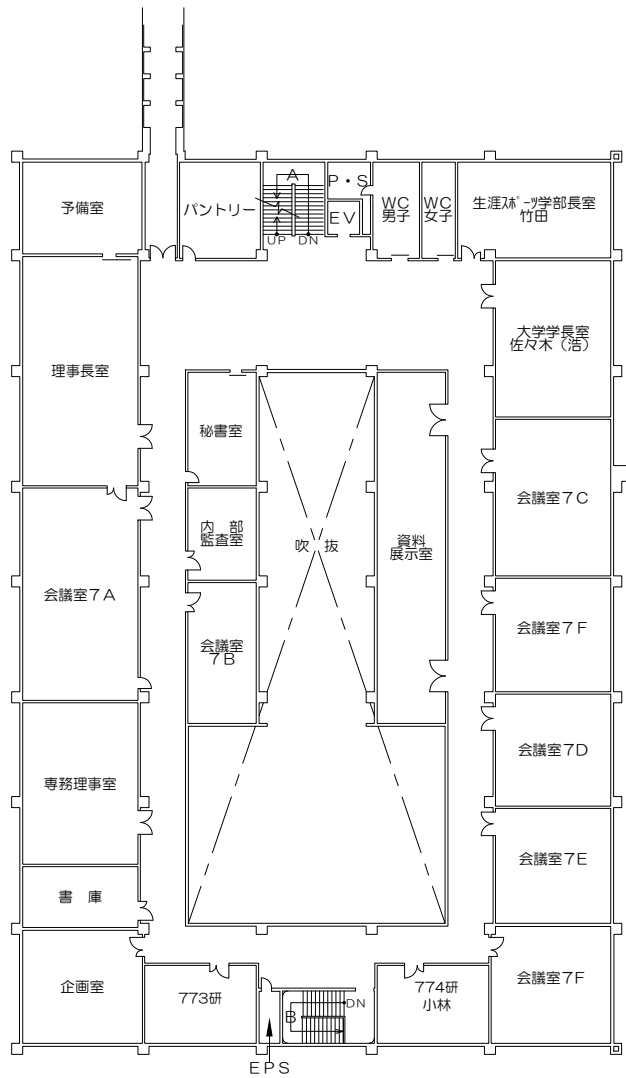 予備室
パントリー
A
UP
DN
P・S
EV
WC
男子
WC
女子
生涯スポーツ学部長室
竹田
理事長室
大学学長室
佐々木（浩）
秘書室
会議室７Ｃ
内　部
監査室
吹　抜
資料
展示室
会議室７Ａ
会議室
７Ｂ
会議室７Ｆ
専務理事室
会議室７Ｄ
会議室７Ｅ
書　庫
企画室
773研
B
DN
774研
小林
会議室７Ｆ
EPS